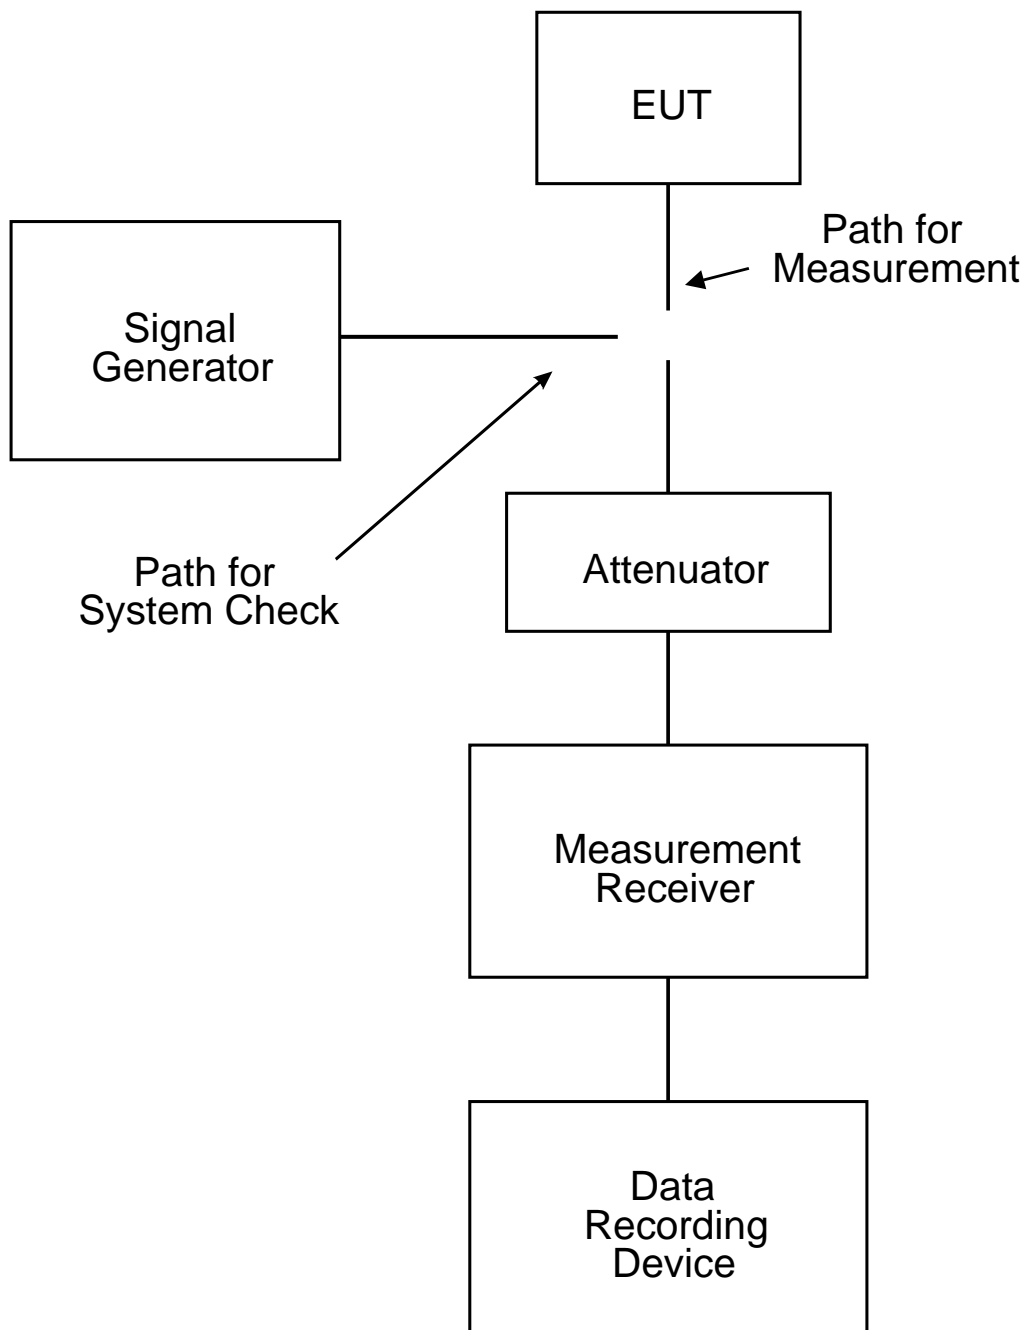 EUT
Path for
Measurement
Signal
Generator
Path for
System Check
Attenuator
Measurement
Receiver
Data
Recording
Device